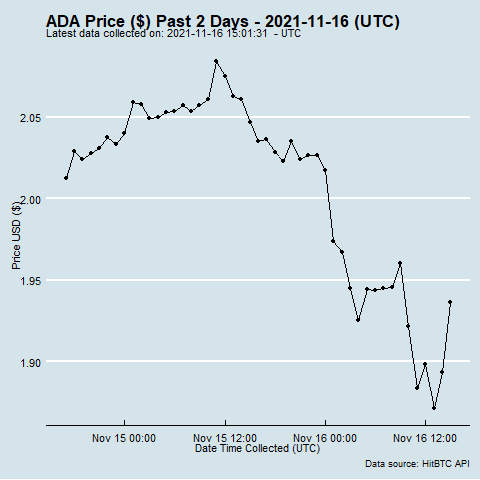 ADA Price ($) Past 2 Days - 2021-11-16 (UTC)
Latest data collected on: 2021-11-16 15:01:31 - UTC
2.05
2.00
1.95
1.90
Price USD ($)
Nov 15 00:00 Nov 15 12:00 Nov 16 00:00 Nov 16 12:00
Date Time Collected (UTC)
Data source: HitBTC API